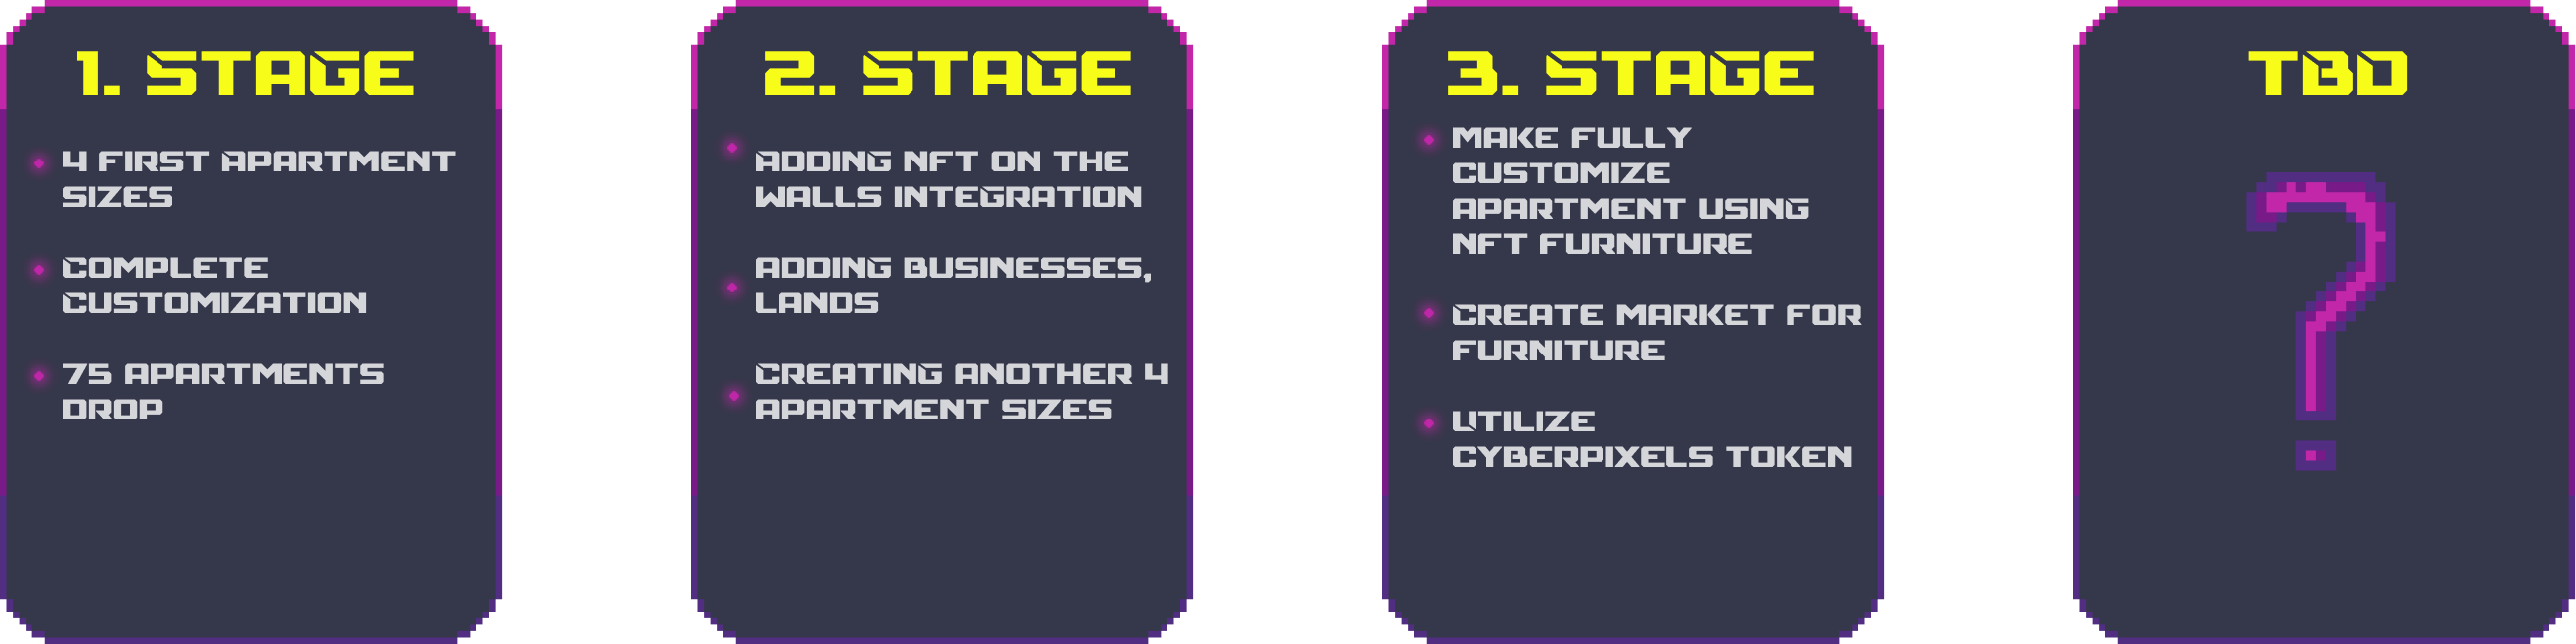 1. STAGE
4 FIRST APARTMENT
SIZES
COMPLETE
CUSTOMIZATION
75 APARTMENTS
DROP
2. STAGE
ADDING NFT ON THE
WALLS INTEGRATION
ADDING BUSINESSES,
LANDS
CREATING ANOTHER 4
APARTMENT SIZES
3. STAGE
MAKE FULLY
CUSTOMIZE
APARTMENT USING
NFT FURNITURE
CREATE MARKET FOR
FURNITURE
UTILIZE
CYBERPIXELS TOKEN
TBD
?